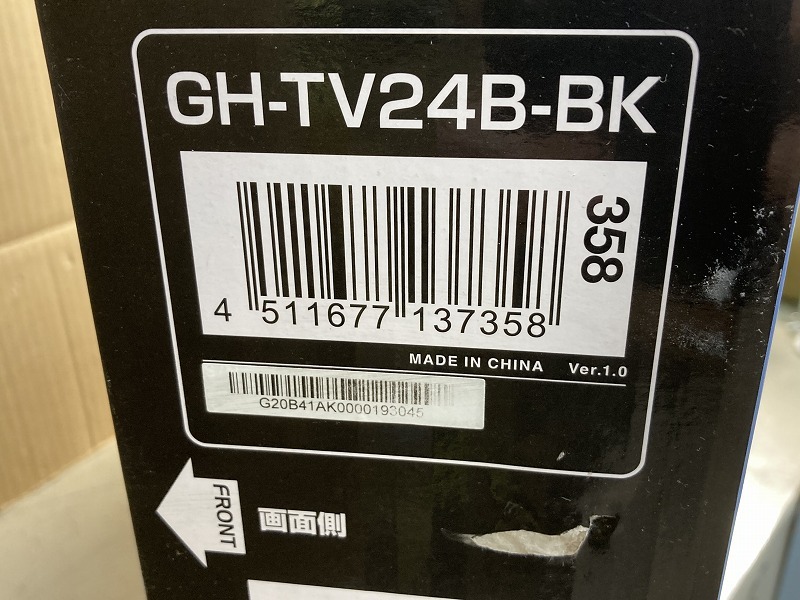 GH-TV24B-BK
358
4 511677 137358
MADE IN CHINA Ver.1.0
G20B41AK0000193045
FRONT
画面側